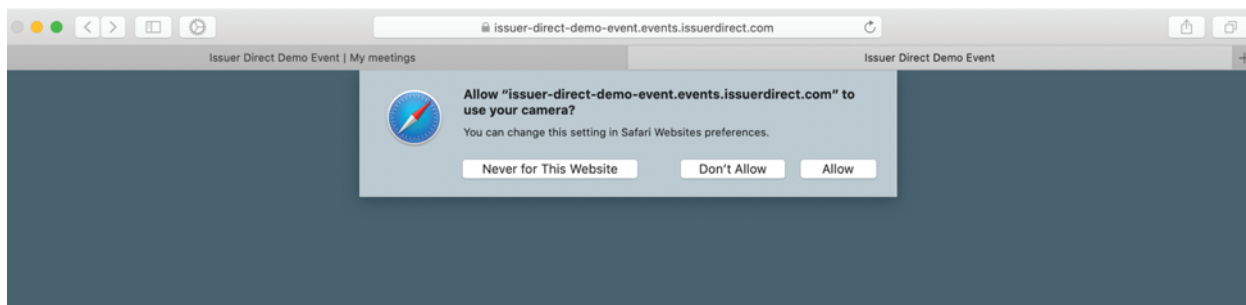 issuer-direct-demo-event.events.issuerdirect.com
Issuer Direct Demo Event | My meetings
Issuer Direct Demo Event
Allow “issuer-direct-demo-event.events.issuerdirect.com” to
use your camera?
You can change this setting in Safari Websites preferences.
Never for This Website
Don’t Allow
Allow